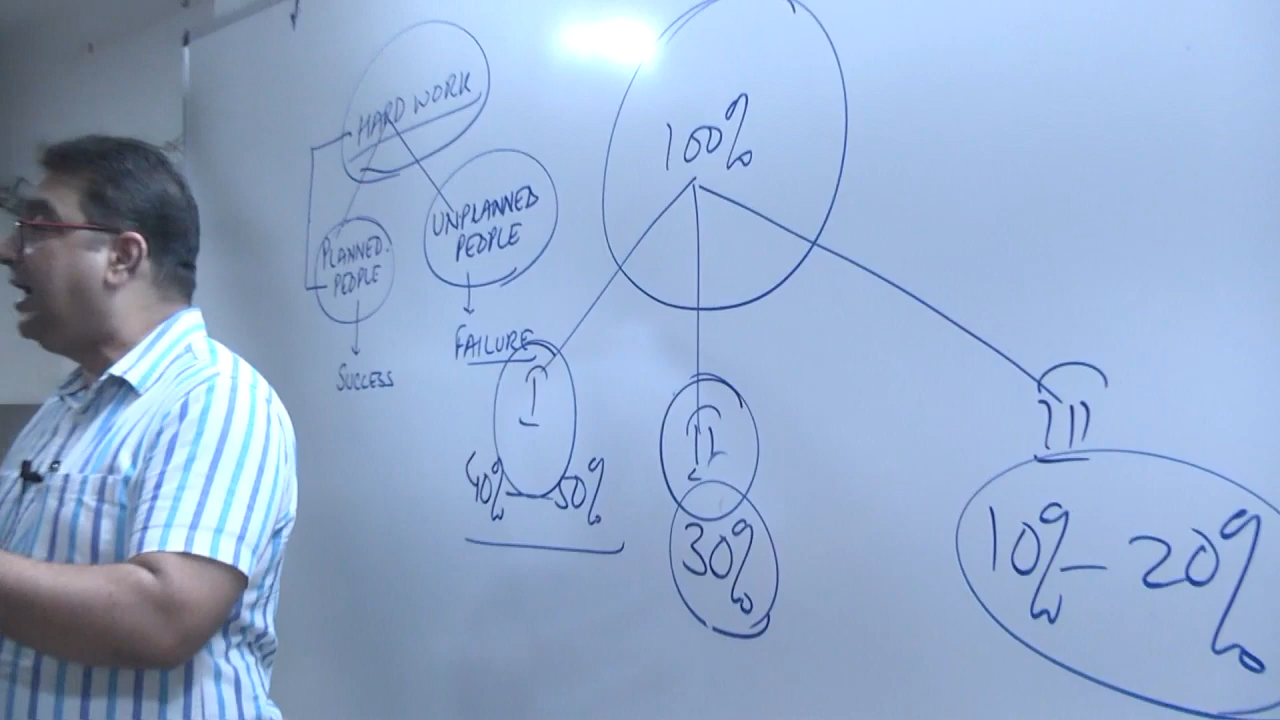 HARD WORK
PLANNED
PEOPLE
SUCCESS
UNPLANNED
PEOPLE
FAILURE
100%
I
40% - 50%
II
30%
III
10% - 20%